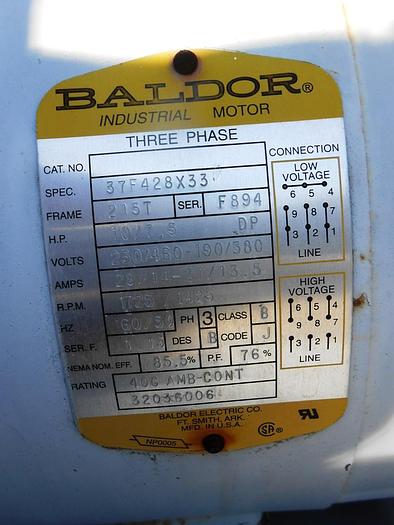 BALDOR®
INDUSTRIAL MOTOR
THREE PHASE
CAT. NO.
SPEC. 37F428X33
FRAME 215T SER. F894
H.P. 10/7.5 DP
VOLTS 230/460-190/380
AMPS
R.P.M. 1725
HZ 60/50 PH 3 CLASS B
SER. F. 1.15 DES B CODE J
NEMA NOM. EFF. 85.5% P.F. 76%
RATING 40C AMB-CONT
32036006
BALDOR ELECTRIC CO.
FT. SMITH, ARK.
MFD. IN U.S.A.
NP0005
SA®
CONNECTION
LOW
VOLTAGE
6 5 4
9 8 7
3 2 1
LINE
HIGH
VOLTAGE
6 5 4
9 8 7
3 2 1
LINE